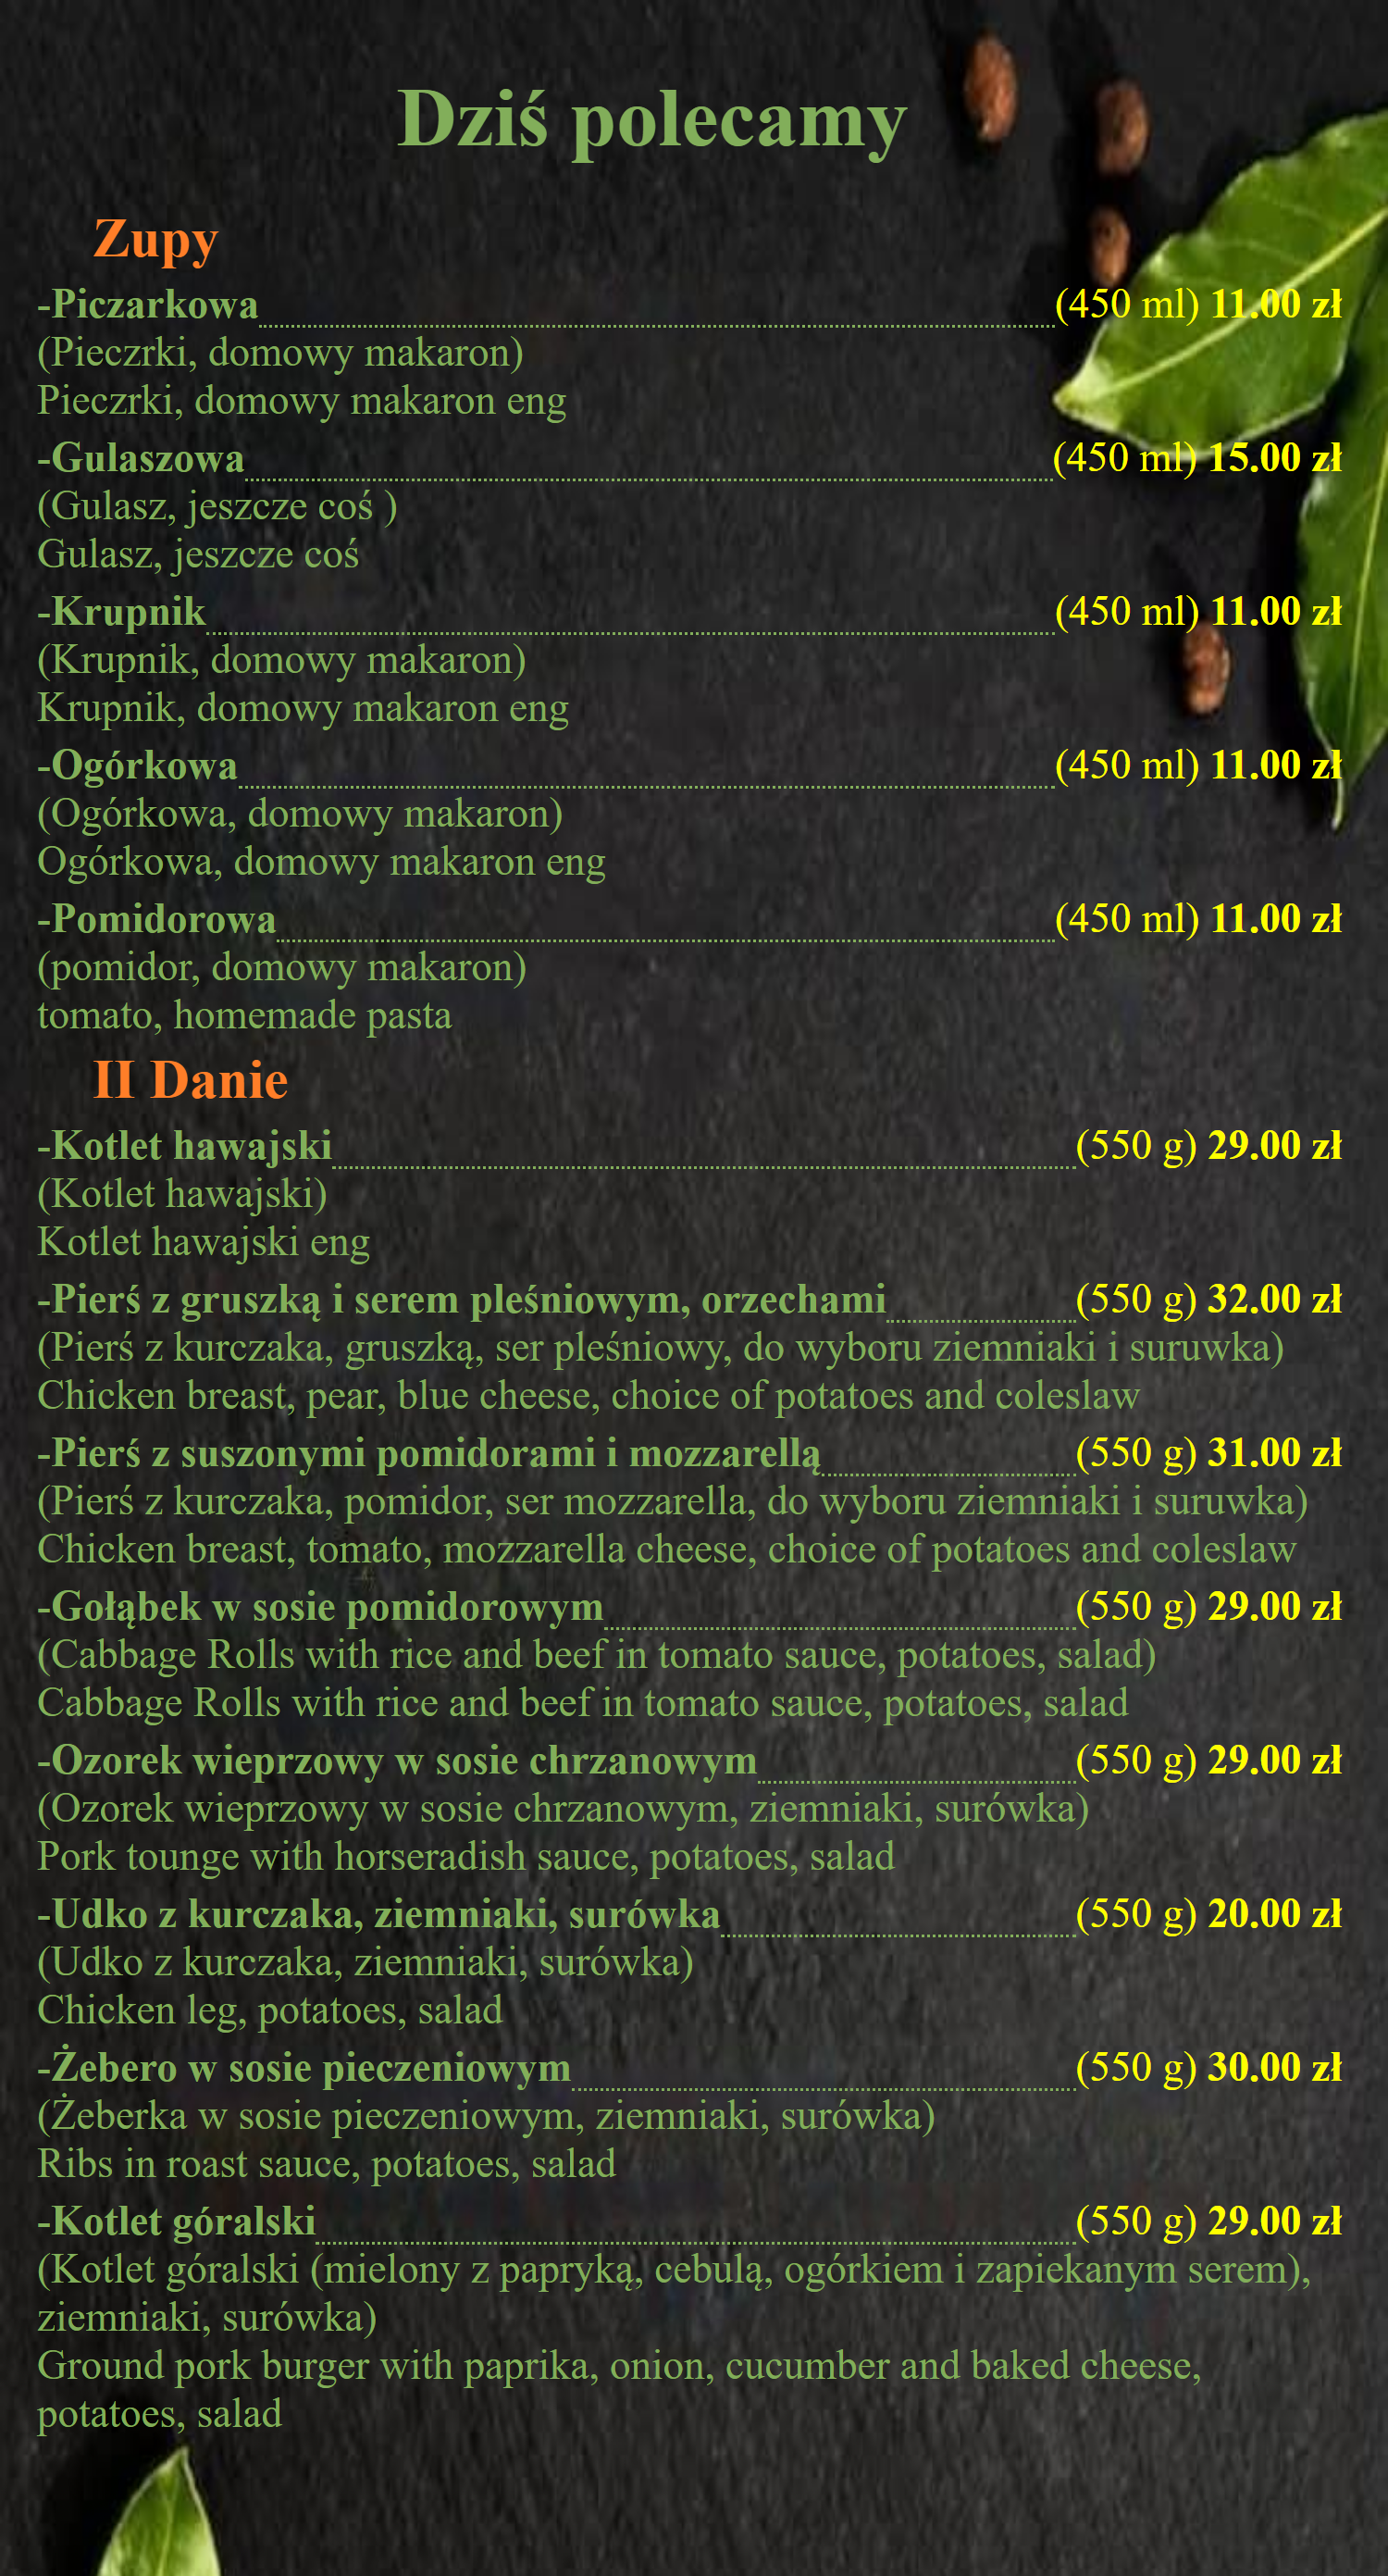 Dziś polecamy
Zupy
-Piczarkowa (450 ml) 11.00 zł
(Pieczrki, domowy makaron)
Pieczrki, domowy makaron eng
-Gulaszowa (450 ml) 15.00 zł
(Gulasz, jeszcze coś )
Gulasz, jeszcze coś
-Krupnik (450 ml) 11.00 zł
(Krupnik, domowy makaron)
Krupnik, domowy makaron eng
-Ogórkowa (450 ml) 11.00 zł
(Ogórkowa, domowy makaron)
Ogórkowa, domowy makaron eng
-Pomidorowa (450 ml) 11.00 zł
(pomidor, domowy makaron)
tomato, homemade pasta
II Danie
-Kotlet hawajski (550 g) 29.00 zł
(Kotlet hawajski)
Kotlet hawajski eng
-Pierś z gruszką i serem pleśniowym, orzechami (550 g) 32.00 zł
(Pierś z kurczaka, gruszką, ser pleśniowy, do wyboru ziemniaki i suruwka)
Chicken breast, pear, blue cheese, choice of potatoes and coleslaw
-Pierś z suszonymi pomidorami i mozzarellą (550 g) 31.00 zł
(Pierś z kurczaka, pomidor, ser mozzarella, do wyboru ziemniaki i suruwka)
Chicken breast, tomato, mozzarella cheese, choice of potatoes and coleslaw
-Gołąbek w sosie pomidorowym (550 g) 29.00 zł
(Cabbage Rolls with rice and beef in tomato sauce, potatoes, salad)
Cabbage Rolls with rice and beef in tomato sauce, potatoes, salad
-Ozorek wieprzowy w sosie chrzanowym (550 g) 29.00 zł
(Ozorek wieprzowy w sosie chrzanowym, ziemniaki, surówka)
Pork tounge with horseradish sauce, potatoes, salad
-Udko z kurczaka, ziemniaki, surówka (550 g) 20.00 zł
(Udko z kurczaka, ziemniaki, surówka)
Chicken leg, potatoes, salad
-Żebero w sosie pieczeniowym (550 g) 30.00 zł
(Żeberka w sosie pieczeniowym, ziemniaki, surówka)
Ribs in roast sauce, potatoes, salad
-Kotlet góralski (550 g) 29.00 zł
(Kotlet góralski (mielony z papryką, cebulą, ogórkiem i zapiekanym serem),
ziemniaki, surówka)
Ground pork burger with paprika, onion, cucumber and baked cheese,
potatoes, salad